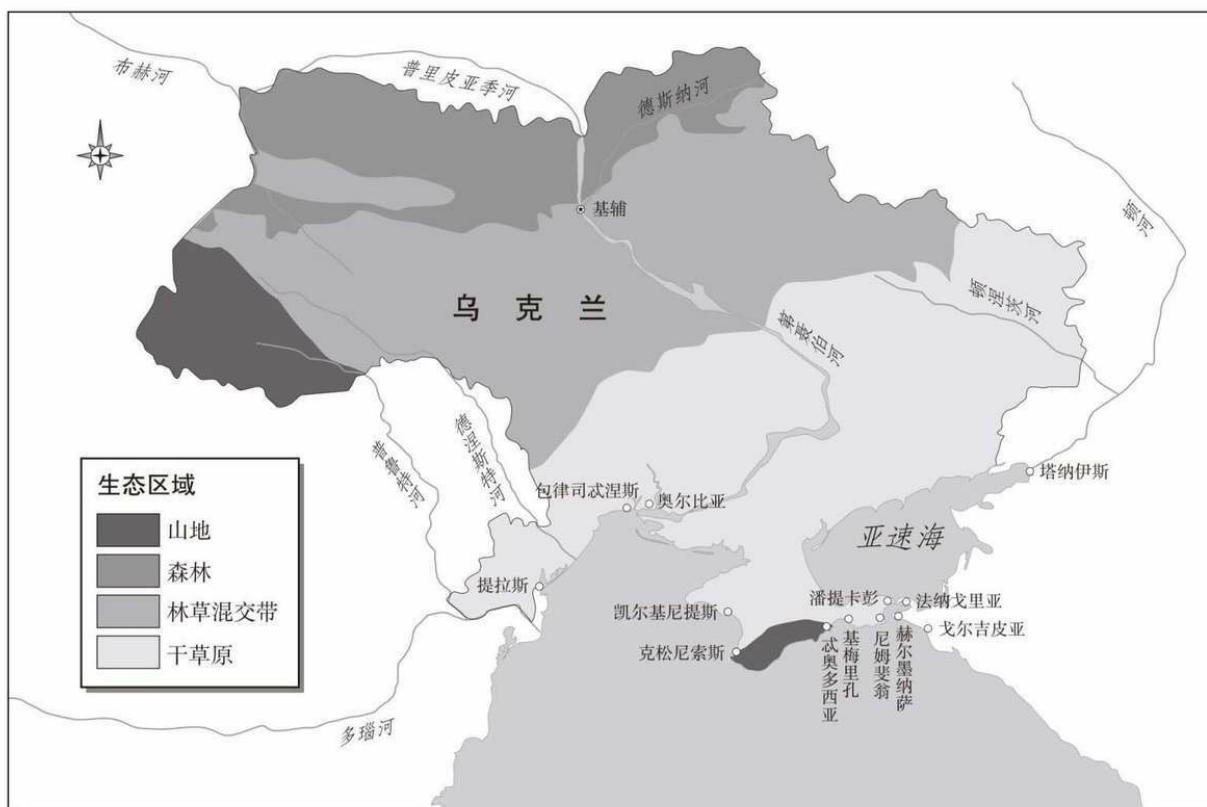 布赫河
普里皮亚季河
德斯纳河
基辅
顿河
乌克兰
顿涅茨河
第聂伯河
普鲁特河
德涅斯特河
生态区域
山地
森林
林草混交带
干草原
塔纳伊斯
包律司忒涅斯
奥尔比亚
亚速海
提拉斯
凯尔基尼提斯
潘提卡彭
法纳戈里亚
克松尼索斯
忒奥多西亚
基梅里孔
尼姆斐翁
赫尔墨纳萨
戈尔吉皮亚
多瑙河